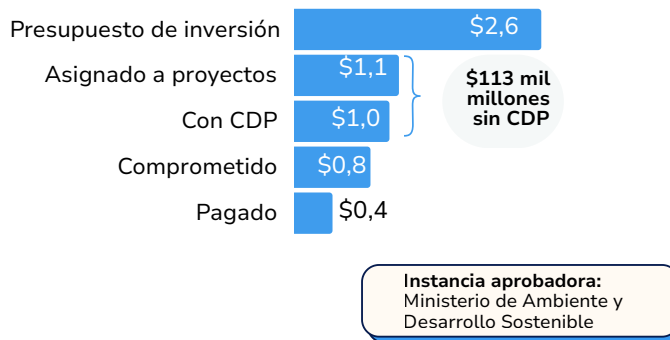 Presupuesto de inversión $2,6
Asignado a proyectos $1,1
Con CDP $1,0
Comprometido $0,8
Pagado $0,4
$113 mil
millones
sin CDP
Instancia aprobadora:
Ministerio de Ambiente y
Desarrollo Sostenible